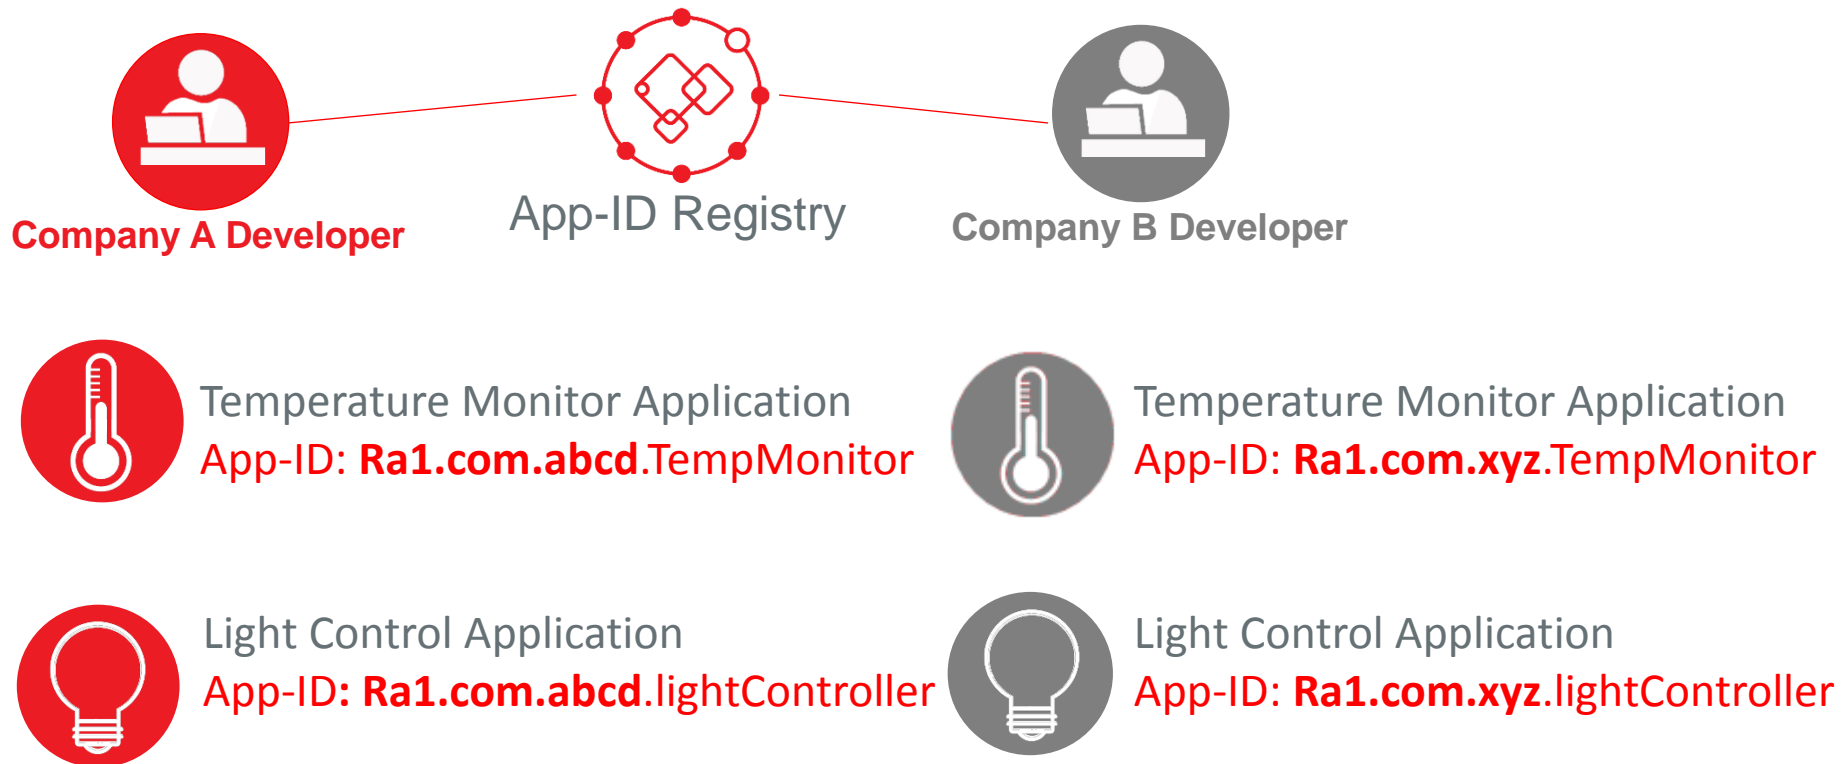 App-ID Registry
Company A Developer
Company B Developer
Temperature Monitor Application
App-ID: Ra1.com.abcd.TempMonitor
Temperature Monitor Application
App-ID: Ra1.com.xyz.TempMonitor
Light Control Application
App-ID: Ra1.com.abcd.lightController
Light Control Application
App-ID: Ra1.com.xyz.lightController